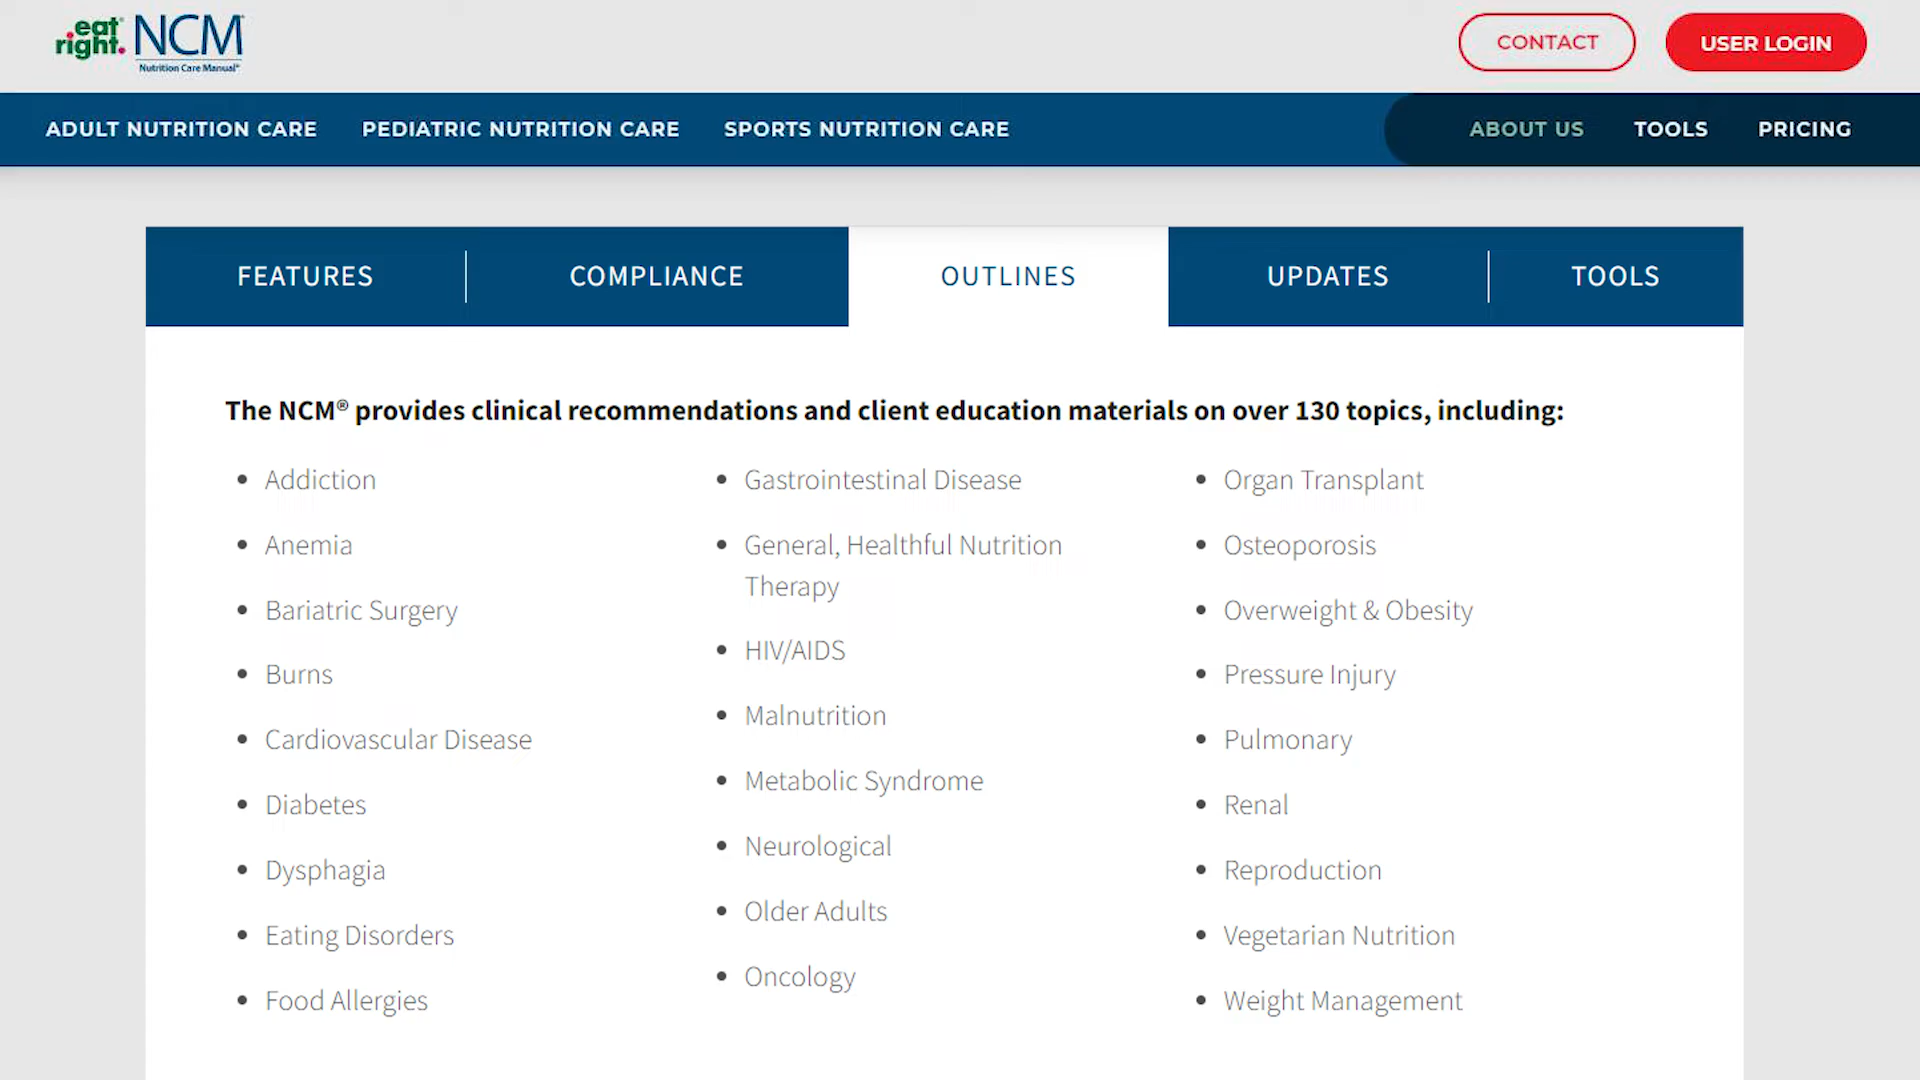 eat right. NCM
Nutrition Care Manual®
CONTACT
USER LOGIN
ADULT NUTRITION CARE
PEDIATRIC NUTRITION CARE
SPORTS NUTRITION CARE
ABOUT US
TOOLS
PRICING
FEATURES
COMPLIANCE
OUTLINES
UPDATES
TOOLS
The NCM® provides clinical recommendations and client education materials on over 130 topics, including:
Addiction
Anemia
Bariatric Surgery
Burns
Cardiovascular Disease
Diabetes
Dysphagia
Eating Disorders
Food Allergies
Gastrointestinal Disease
General, Healthful Nutrition
Therapy
HIV/AIDS
Malnutrition
Metabolic Syndrome
Neurological
Older Adults
Oncology
Organ Transplant
Osteoporosis
Overweight & Obesity
Pressure Injury
Pulmonary
Renal
Reproduction
Vegetarian Nutrition
Weight Management